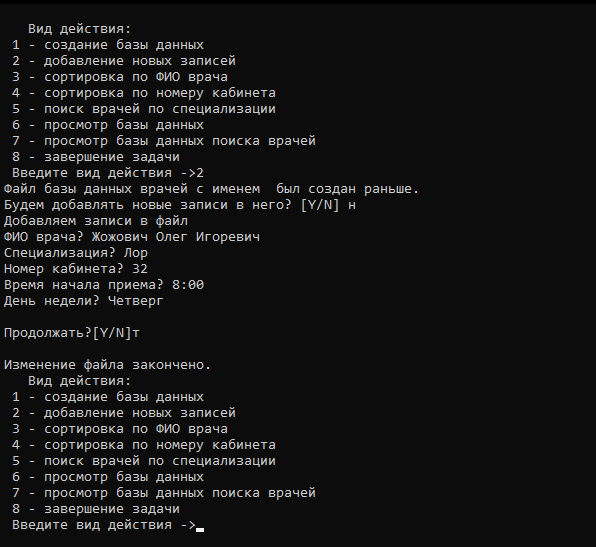 Вид действия:
1 - создание базы данных
2 - добавление новых записей
3 - сортировка по ФИО врача
4 - сортировка по номеру кабинета
5 - поиск врачей по специализации
6 - просмотр базы данных
7 - просмотр базы данных поиска врачей
8 - завершение задачи
Введите вид действия ->2
Файл базы данных врачей с именем  был создан раньше.
Будем добавлять новые записи в него? [Y/N] н
Добавляем записи в файл
ФИО врача? Жожович Олег Игоревич
Специализация? Лор
Номер кабинета? 32
Время начала приема? 8:00
День недели? Четверг
Продолжать?[Y/N]т
Изменение файла закончено.
Вид действия:
1 - создание базы данных
2 - добавление новых записей
3 - сортировка по ФИО врача
4 - сортировка по номеру кабинета
5 - поиск врачей по специализации
6 - просмотр базы данных
7 - просмотр базы данных поиска врачей
8 - завершение задачи
Введите вид действия ->